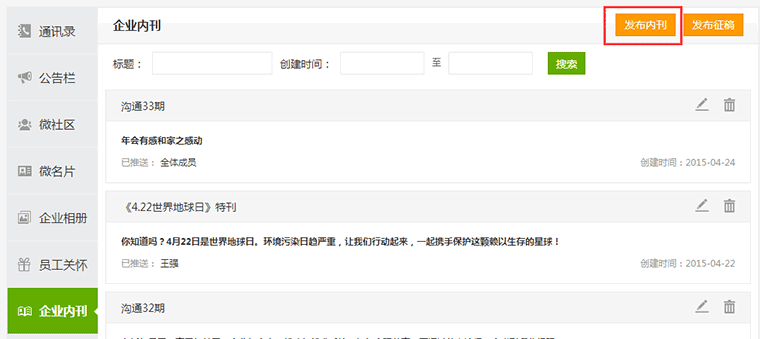 通讯录
公告栏
微社区
微名片
企业相册
员工关怀
企业内刊
企业内刊 发布内刊 发布征稿
标题： 创建时间： 至 搜索
沟通33期
年会有感和家之感动
已推送： 全体成员 创建时间：2015-04-24
《4.22世界地球日》特刊
你知道吗？4月22日是世界地球日。环境污染日趋严重，让我们行动起来，一起携手保护这颗赖以生存的星球！
已推送： 王强 创建时间：2015-04-22
沟通32期